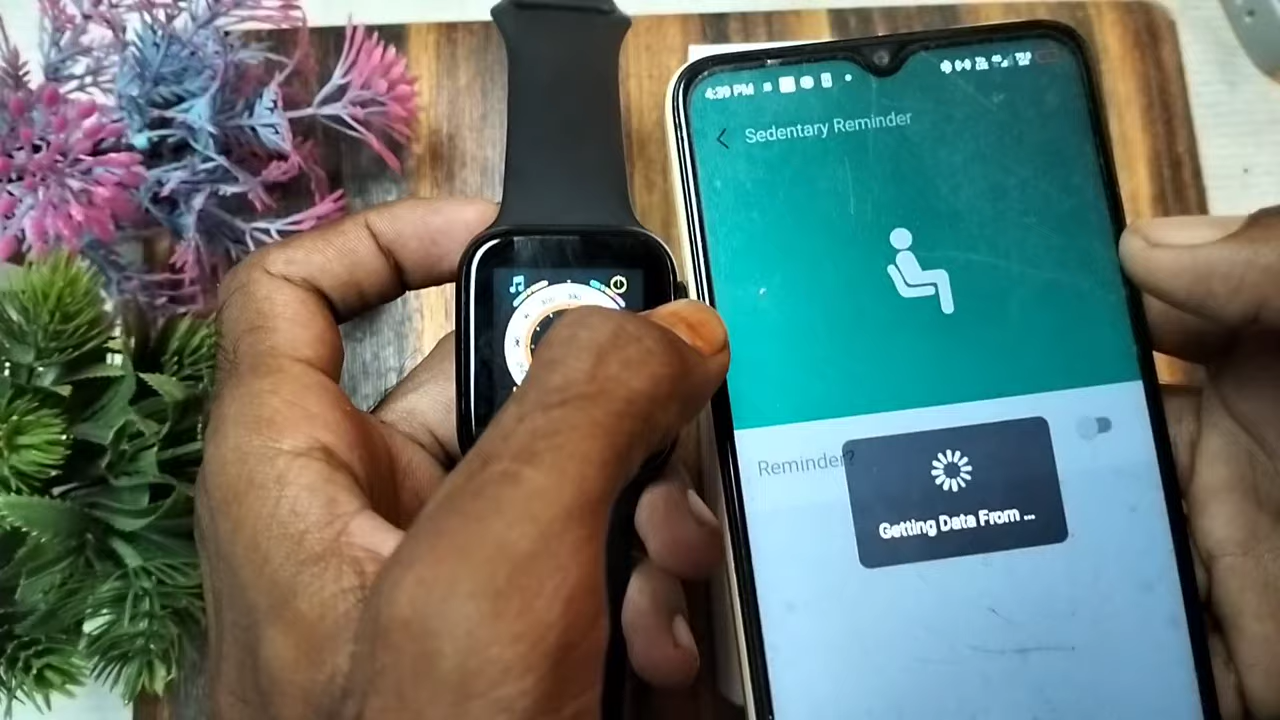 4:39 PM
Sedentary Reminder
Reminder?
Getting Data From ...